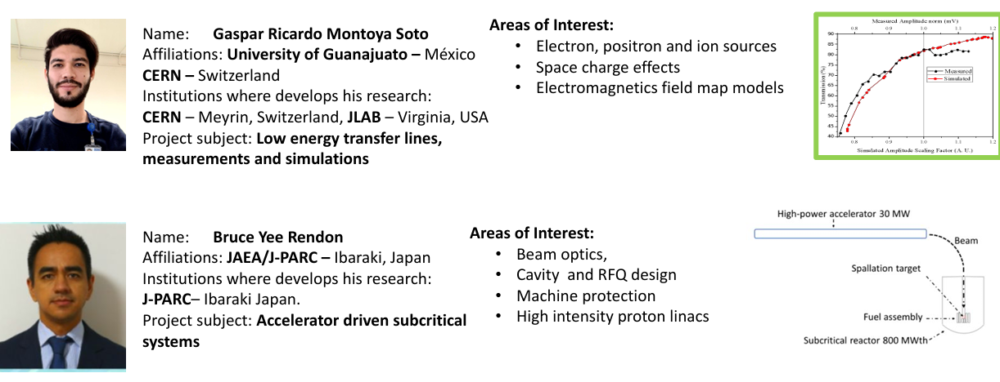 Name: Gaspar Ricardo Montoya Soto
Affiliations: University of Guanajuato – México
CERN – Switzerland
Institutions where develops his research:
CERN – Meyrin, Switzerland, JLAB – Virginia, USA
Project subject: Low energy transfer lines,
measurements and simulations
Areas of Interest:
• Electron, positron and ion sources
• Space charge effects
• Electromagnetics field map models
Measured Amplitude norm (mV)
0.8 0.9 1.0 1.1 1.2
90
85
80
75
70
65
60
55
50
45
40
Transmission (%)
Measured
Simulated
0.8 0.9 1.0 1.1 1.2
Simulated Amplitude Scaling Factor (A. U.)
Name: Bruce Yee Rendon
Affiliations: JAEA/J-PARC – Ibaraki, Japan
Institutions where develops his research:
J-PARC– Ibaraki Japan.
Project subject: Accelerator driven subcritical
systems
Areas of Interest:
• Beam optics,
• Cavity and RFQ design
• Machine protection
• High intensity proton linacs
High-power accelerator 30 MW
Beam
Spallation target
Fuel assembly
Subcritical reactor 800 MWth